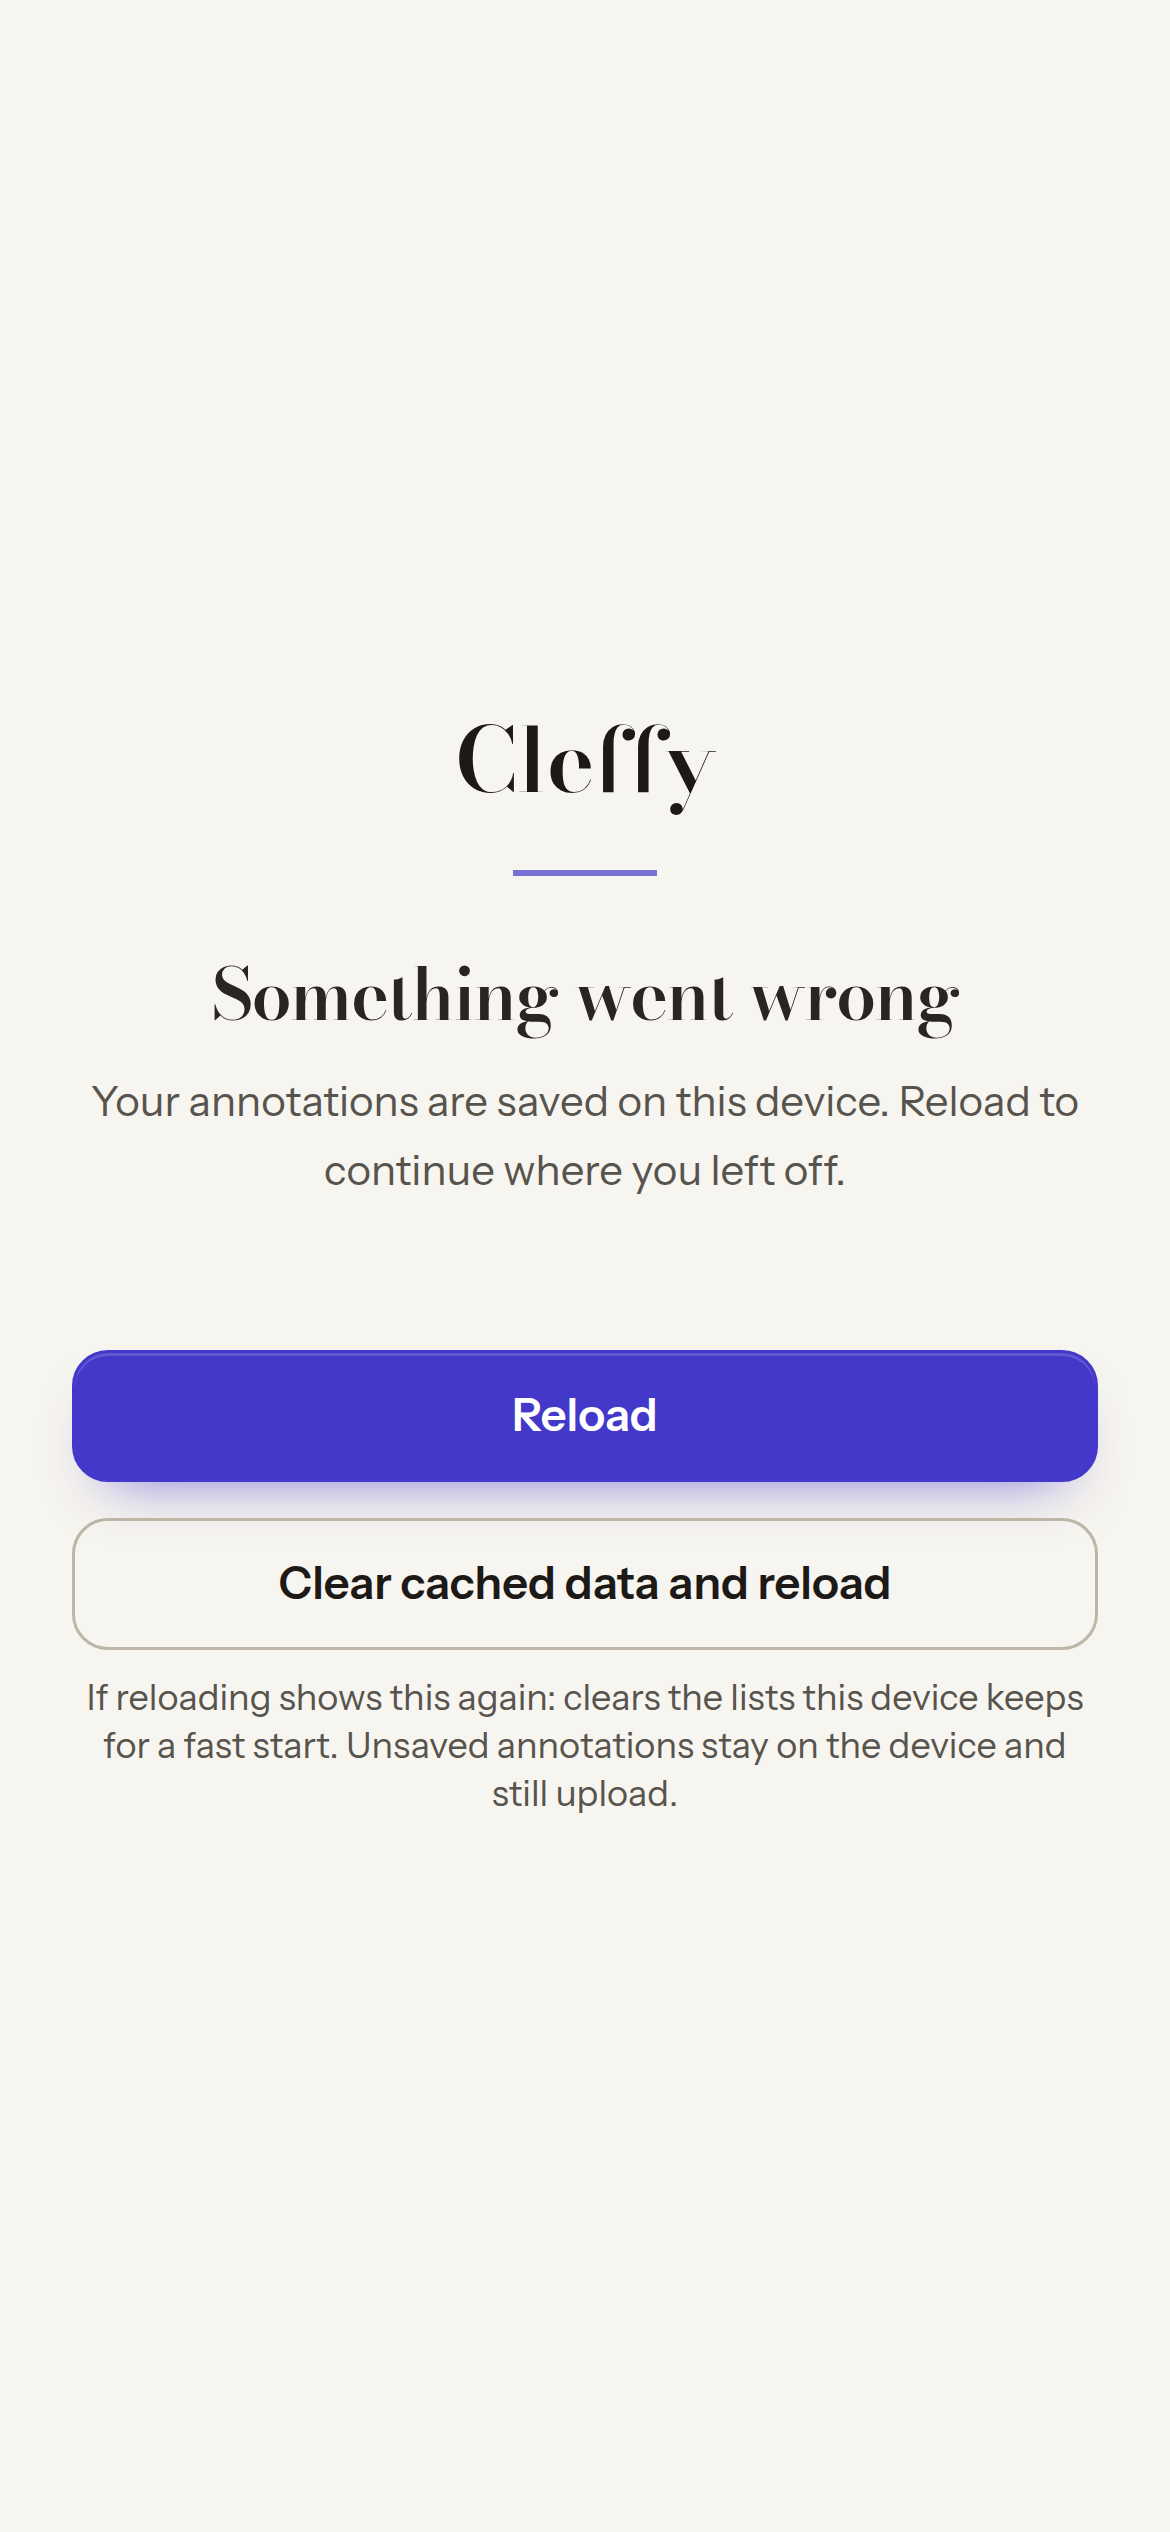 Cleffy
Something went wrong
Your annotations are saved on this device. Reload to
continue where you left off.
Reload
Clear cached data and reload
If reloading shows this again: clears the lists this device keeps
for a fast start. Unsaved annotations stay on the device and
still upload.